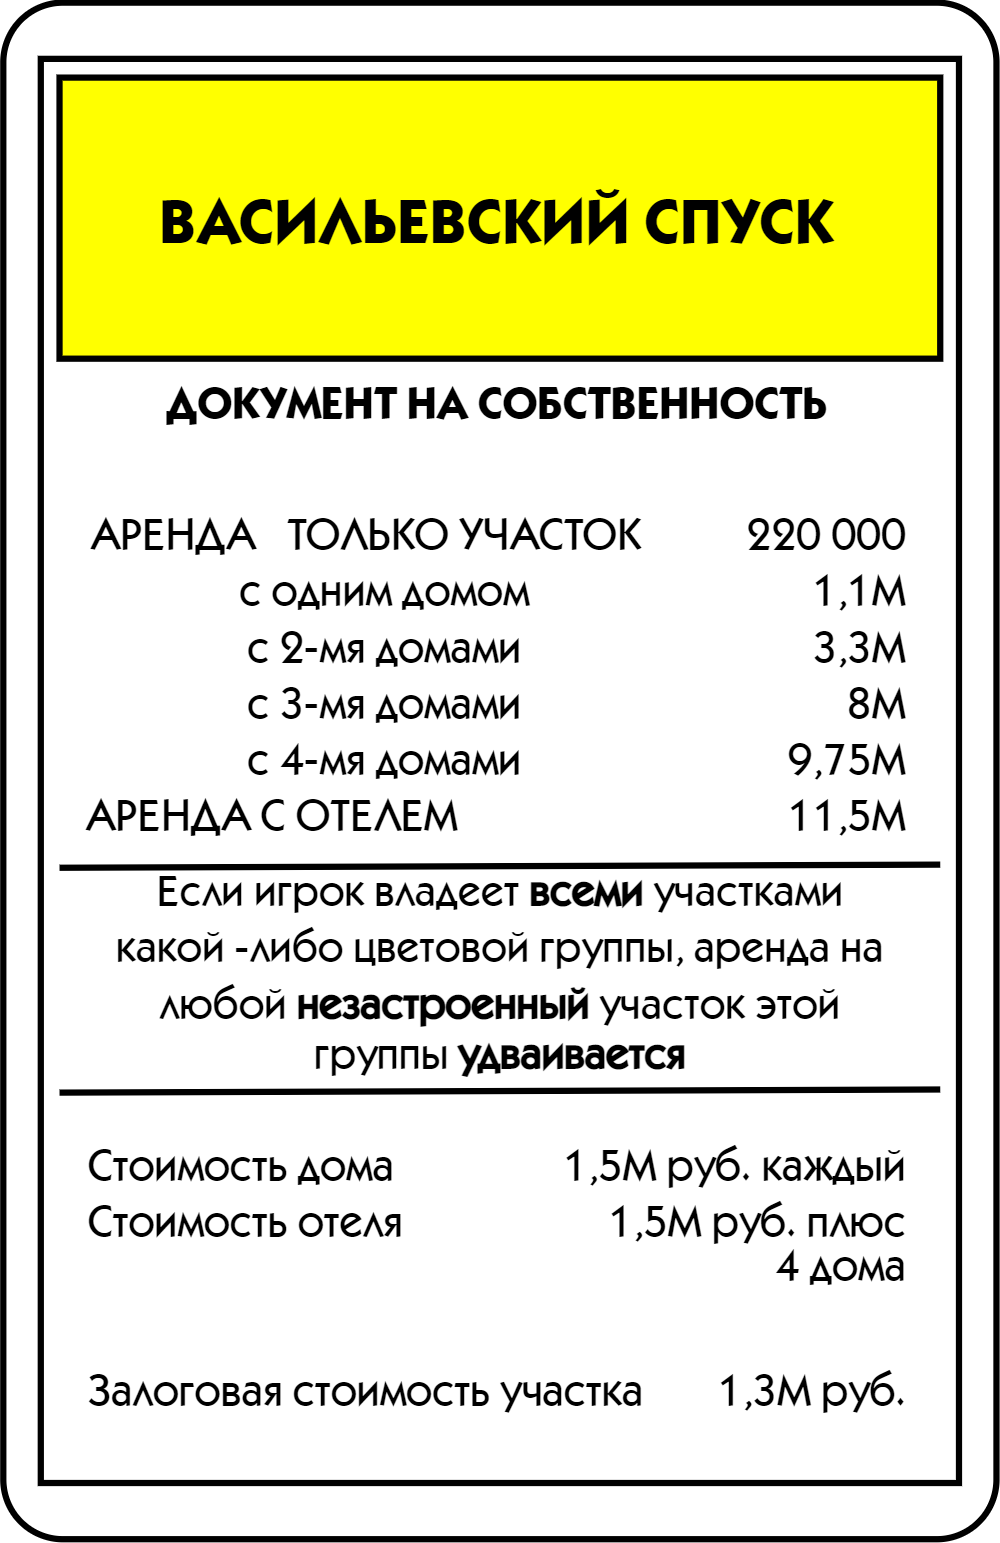 ВАСИЛЬЕВСКИЙ СПУСК
ДОКУМЕНТ НА СОБСТВЕННОСТЬ
АРЕНДА ТОЛЬКО УЧАСТОК 220 000
с одним домом 1,1М
с 2-мя домами 3,3М
с 3-мя домами 8М
с 4-мя домами 9,75М
АРЕНДА С ОТЕЛЕМ 11,5М
Если игрок владеет всеми участками
какой -либо цветовой группы, аренда на
любой незастроенный участок этой
группы удваивается
Стоимость дома 1,5М руб. каждый
Стоимость отеля 1,5М руб. плюс
4 дома
Залоговая стоимость участка 1,3М руб.